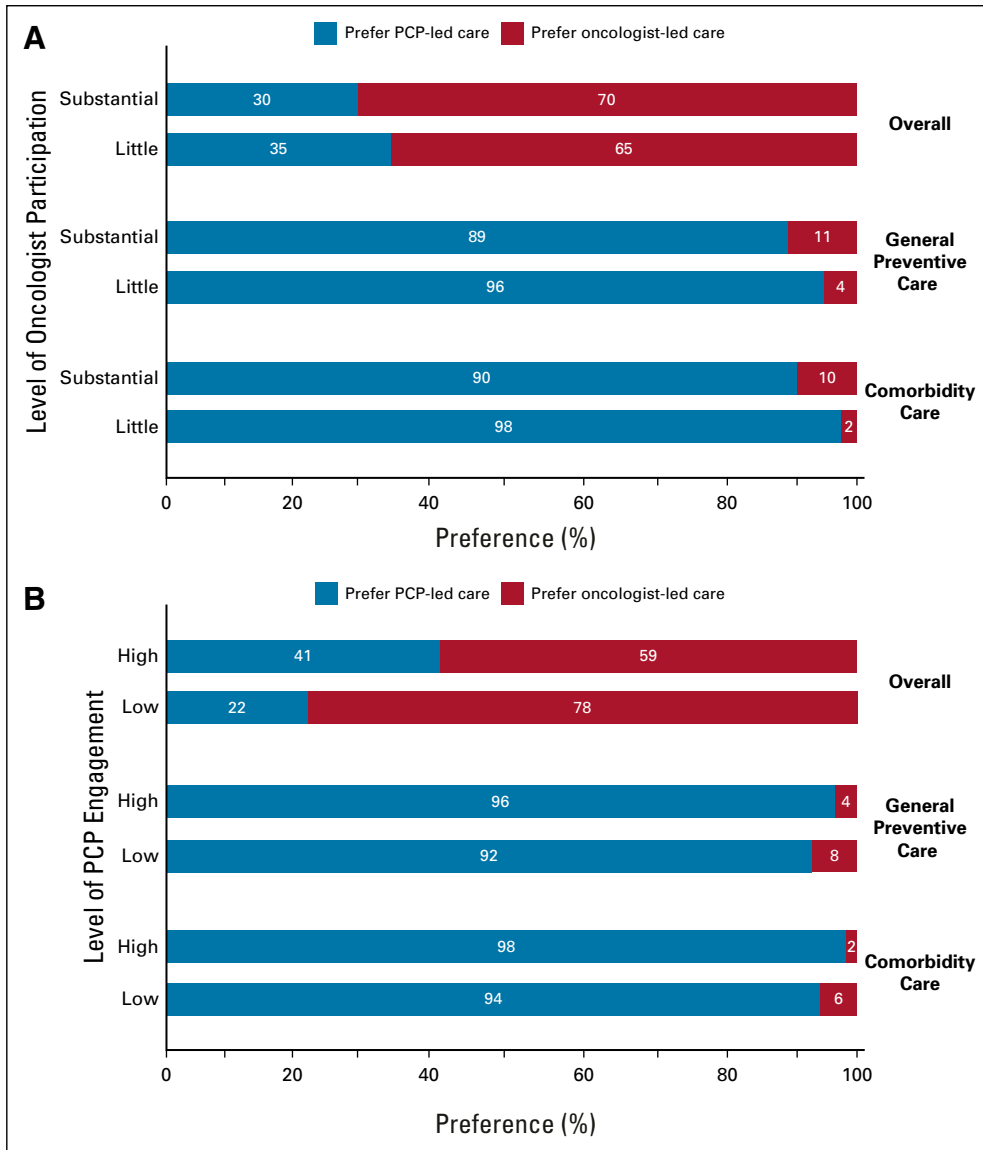 A
Prefer PCP-led care Prefer oncologist-led care
Level of Oncologist Participation
Substantial 30 70
Overall
Little 35 65
Substantial 89 11
General
Preventive
Care
Little 96 4
Substantial 90 10
Comorbidity
Care
Little 98 2
0 20 40 60 80 100
Preference (%)
B
Prefer PCP-led care Prefer oncologist-led care
Level of PCP Engagement
High 41 59
Overall
Low 22 78
High 96 4
General
Preventive
Care
Low 92 8
High 98 2
Comorbidity
Care
Low 94 6
0 20 40 60 80 100
Preference (%)